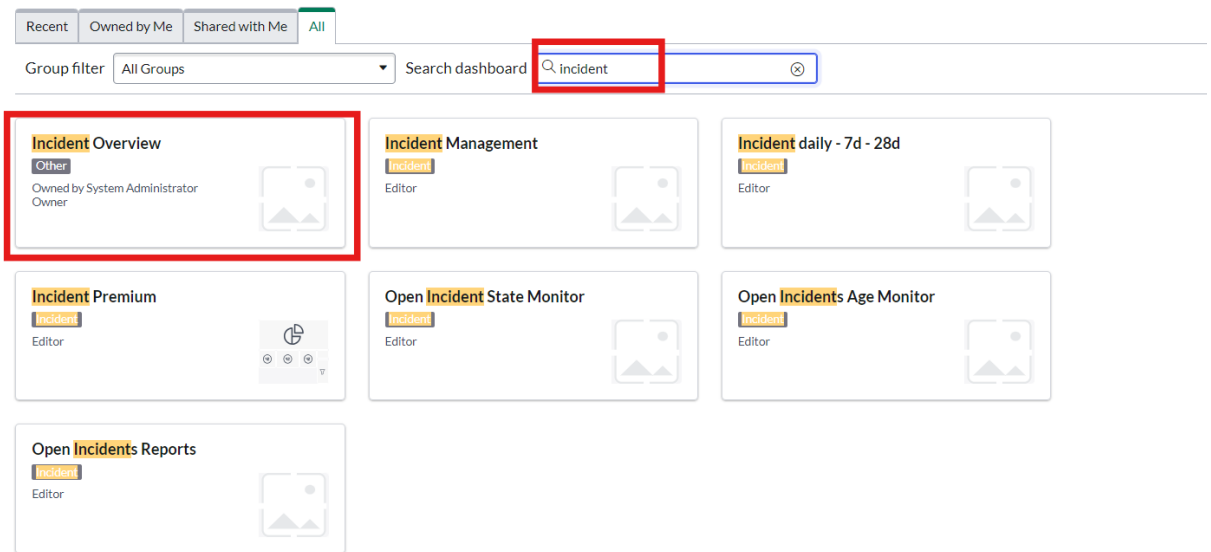 Recent Owned by Me Shared with Me All
Group filter All Groups Search dashboard incident
Incident Overview
Other
Owned by System Administrator
Owner
Incident Management
Incident
Editor
Incident daily - 7d - 28d
Incident
Editor
Incident Premium
Incident
Editor
Open Incident State Monitor
Incident
Editor
Open Incidents Age Monitor
Incident
Editor
Open Incidents Reports
Incident
Editor